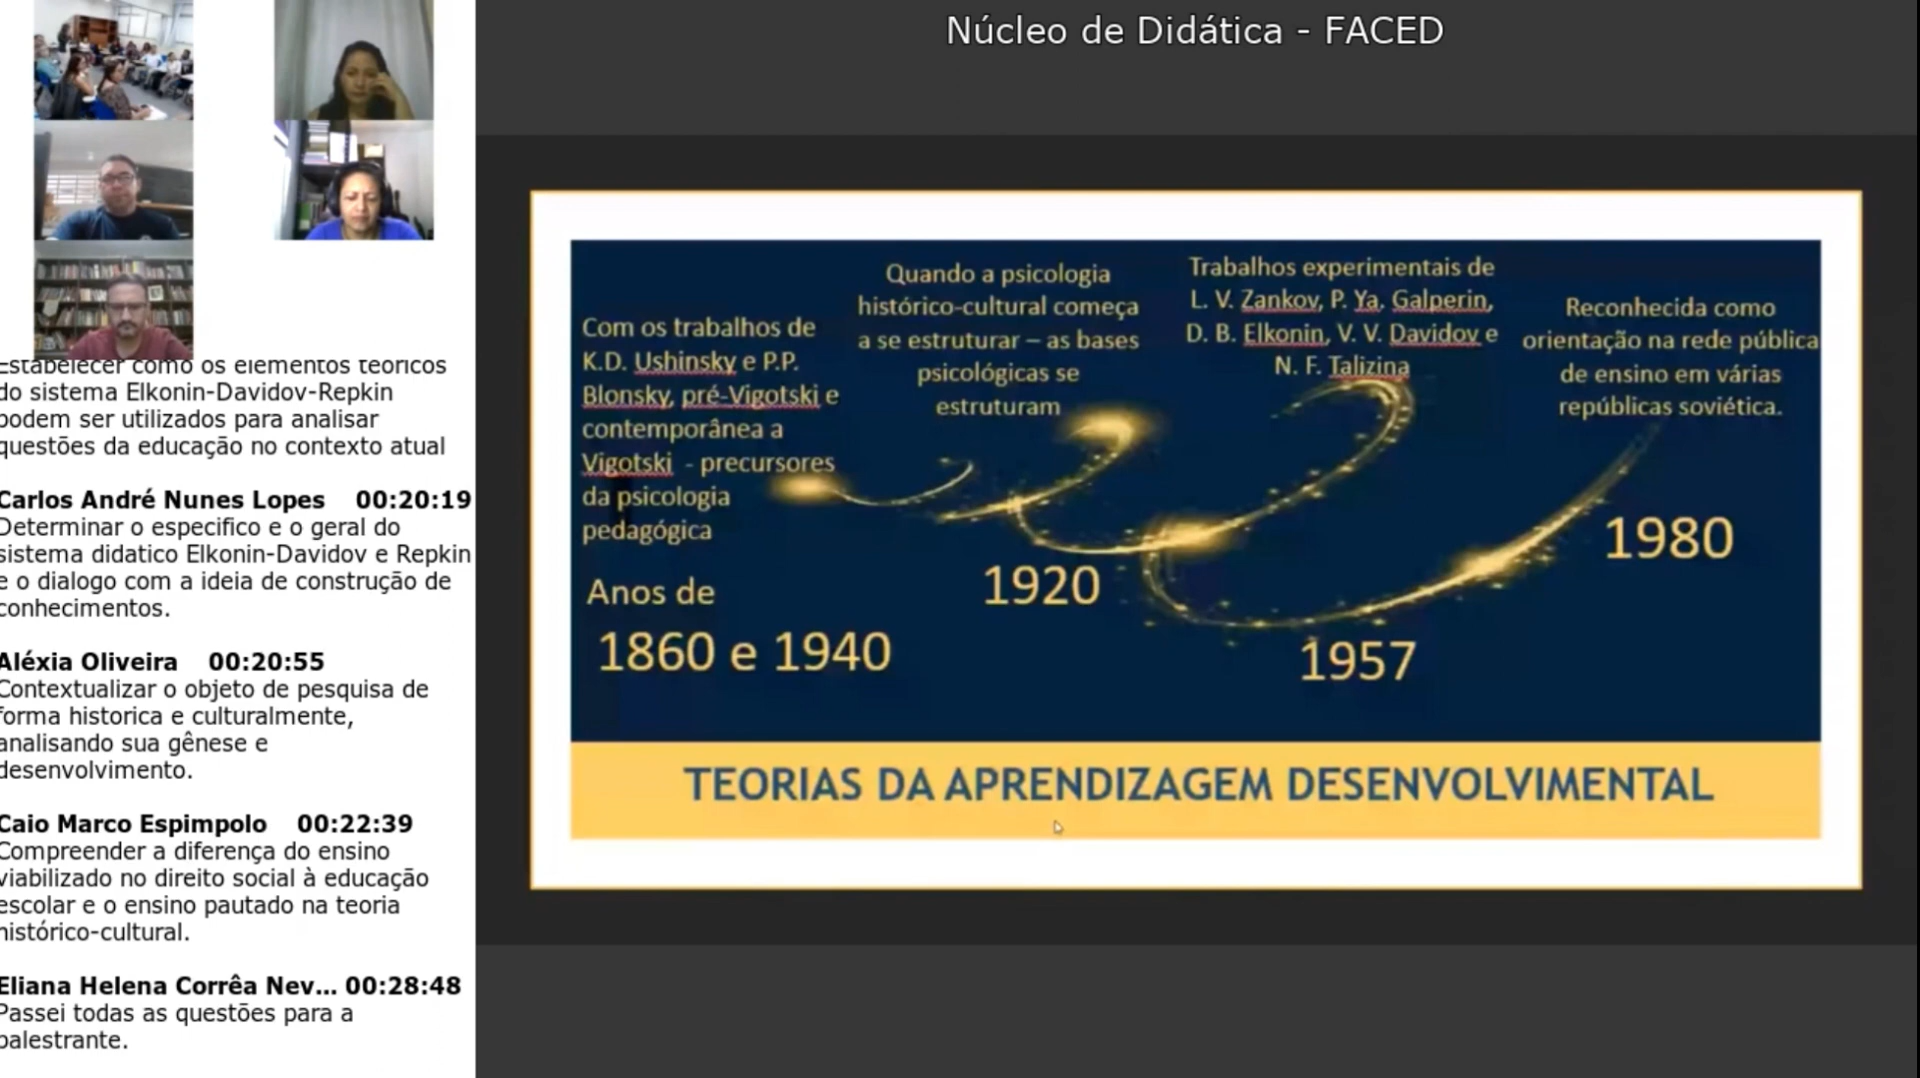 Núcleo de Didática - FACED
Estabelecer como os elementos teoricos
do sistema Elkonin-Davidov-Repkin
podem ser utilizados para analisar
questões da educação no contexto atual
Carlos André Nunes Lopes 00:20:19
Determinar o especifico e o geral do
sistema didatico Elkonin-Davidov e Repkin
e o dialogo com a ideia de construção de
conhecimentos.
Aléxia Oliveira 00:20:55
Contextualizar o objeto de pesquisa de
forma historica e culturalmente,
analisando sua gênese e
desenvolvimento.
Caio Marco Espimpolo 00:22:39
Compreender a diferença do ensino
viabilizado no direito social à educação
escolar e o ensino pautado na teoria
histórico-cultural.
Eliana Helena Corrêa Nev... 00:28:48
Passei todas as questões para a
palestrante.
Com os trabalhos de
K.D. Ushinsky e P.P.
Blonsky, pré-Vigotski e
contemporânea a
Vigotski - precursores
da psicologia
pedagógica
Anos de
1860 e 1940
Quando a psicologia
histórico-cultural começa
a se estruturar – as bases
psicológicas se
estruturam
1920
Trabalhos experimentais de
L. V. Zankov, P. Ya. Galperin,
D. B. Elkonin, V. V. Davidov e
N. F. Talizina
1957
Reconhecida como
orientação na rede pública
de ensino em várias
repúblicas soviética.
1980
TEORIAS DA APRENDIZAGEM DESENVOLVIMENTAL